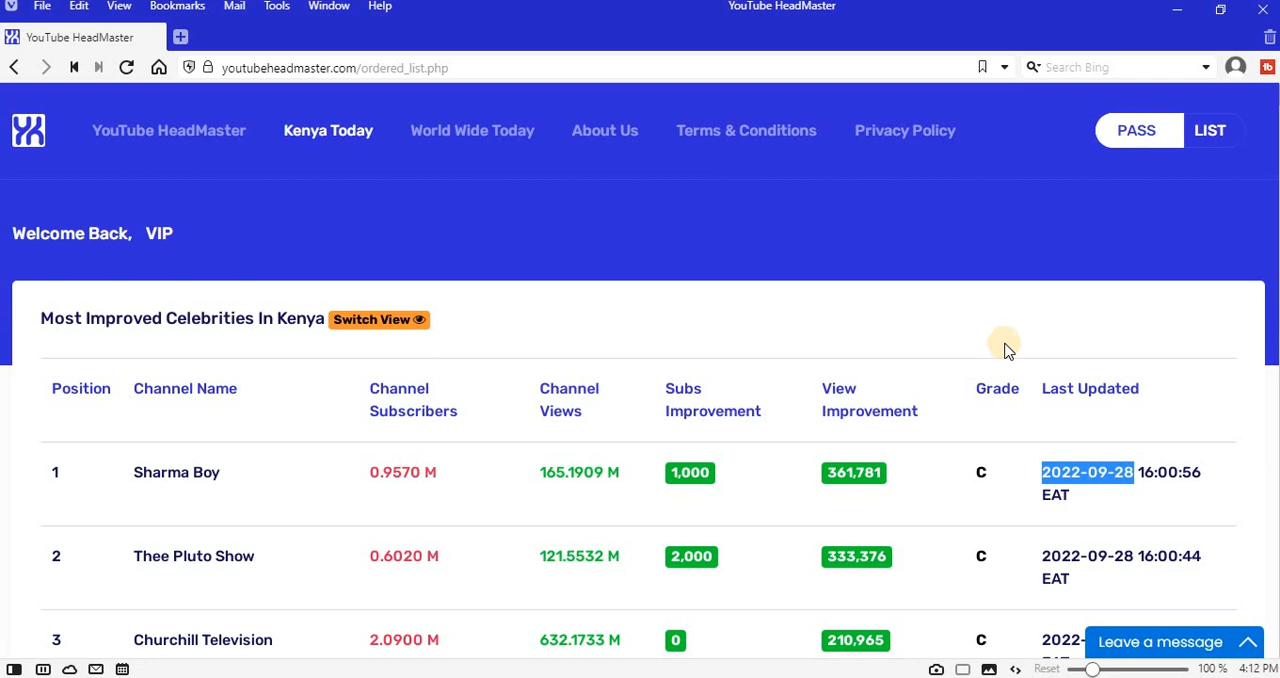 File Edit View Bookmarks Mail Tools Window Help YouTube HeadMaster
YouTube HeadMaster
youtubeheadmaster.com/ordered_list.php Search Bing
YouTube HeadMaster Kenya Today World Wide Today About Us Terms & Conditions Privacy Policy PASS LIST
Welcome Back, VIP
Most Improved Celebrities In Kenya Switch View
Position Channel Name Channel Channel Subs View Grade Last Updated
Subscribers Views Improvement Improvement
1 Sharma Boy 0.9570 M 165.1909 M 1,000 361,781 C 2022-09-28 16:00:56
EAT
2 Thee Pluto Show 0.6020 M 121.5532 M 2,000 333,376 C 2022-09-28 16:00:44
EAT
3 Churchill Television 2.0900 M 632.1733 M 0 210,965 C 2022-
Leave a message
Reset 100 % 4:12 PM